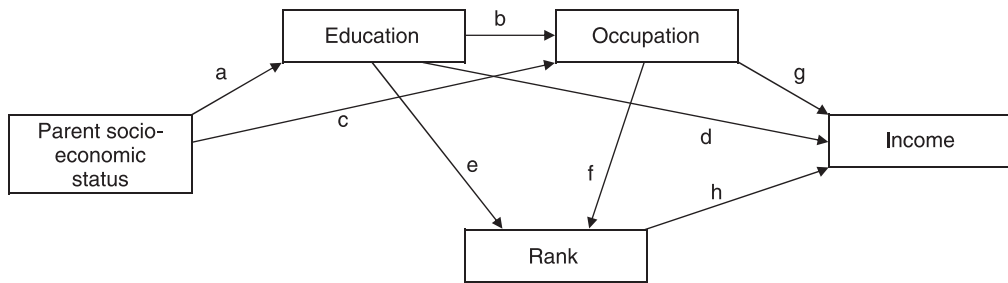 b
Education
Occupation
a
g
c
Parent socio-
economic
status
d
Income
e
f
h
Rank